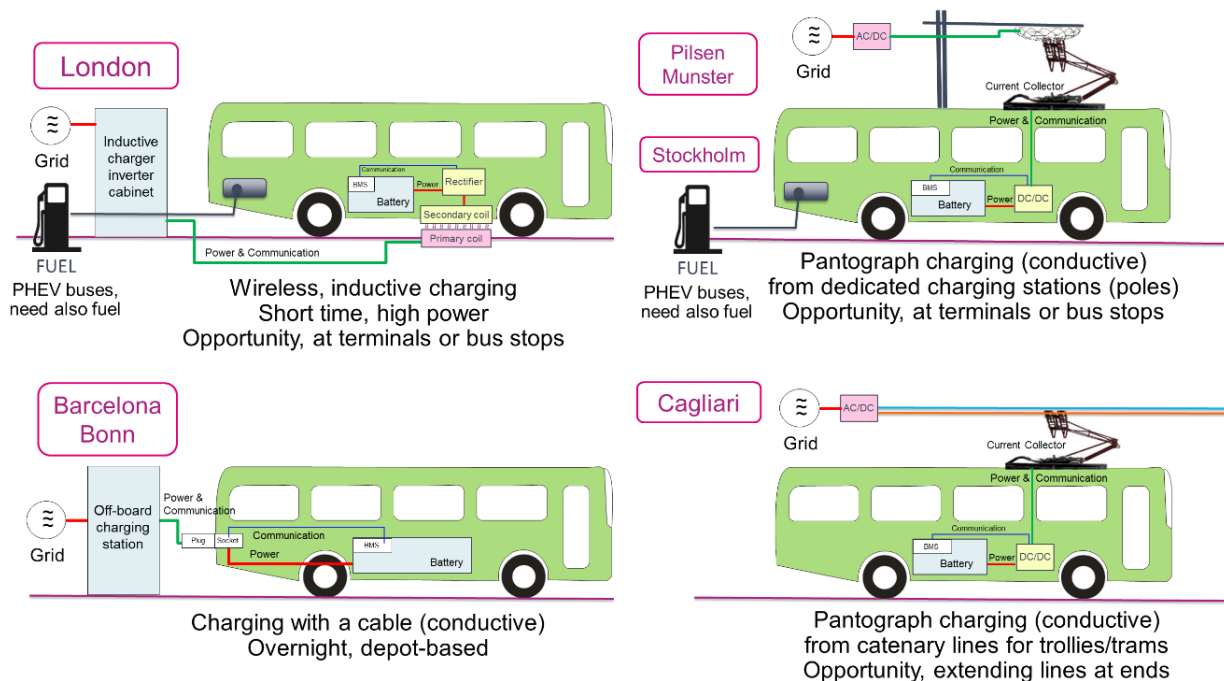 London
Grid
Inductive
charger
inverter
cabinet
FUEL
PHEV buses,
need also fuel
Communication
BMS
Battery
Power
Rectifier
Secondary coil
Primary coil
Power & Communication
Wireless, inductive charging
Short time, high power
Opportunity, at terminals or bus stops
Pilsen
Munster
Stockholm
Grid
AC/DC
Current Collector
Power & Communication
Communication
BMS
Battery
Power
DC/DC
FUEL
PHEV buses,
need also fuel
Pantograph charging (conductive)
from dedicated charging stations (poles)
Opportunity, at terminals or bus stops
Barcelona
Bonn
Grid
Off-board
charging
station
Power &
Communication
Plug
Socket
Communication
Power
BMS
Battery
Charging with a cable (conductive)
Overnight, depot-based
Cagliari
Grid
AC/DC
Current Collector
Power & Communication
Communication
BMS
Battery
Power
DC/DC
Pantograph charging (conductive)
from catenary lines for trollies/trams
Opportunity, extending lines at ends